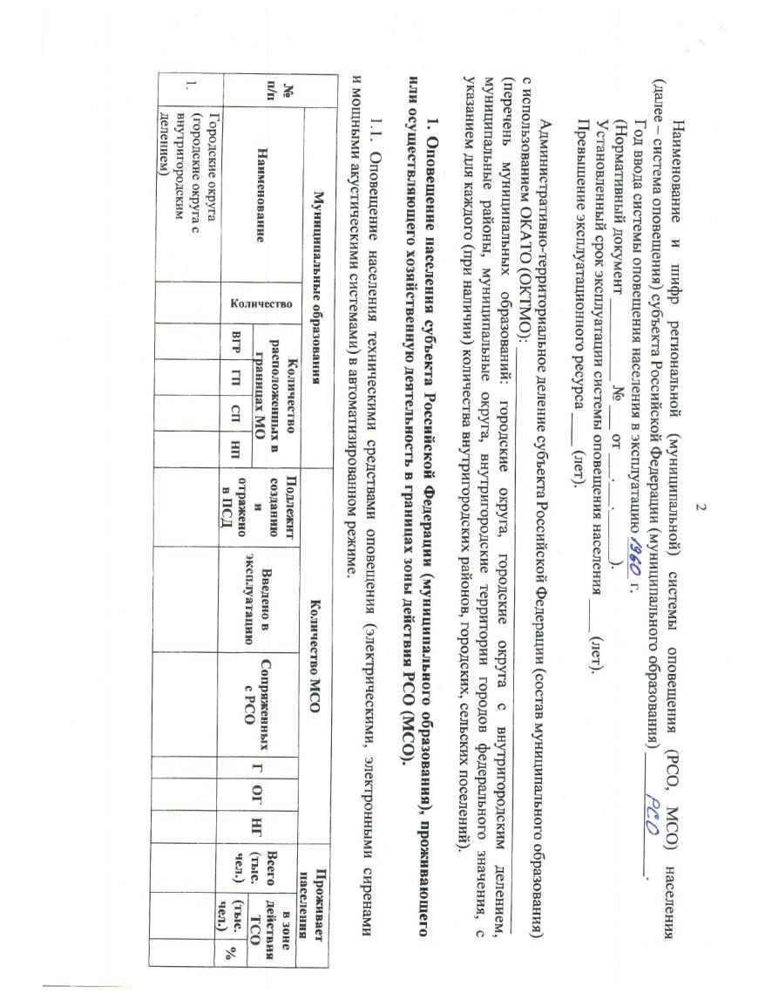 2
Наименование и шифр региональной (муниципальной) системы оповещения (РСО, МСО) населения
(далее – система оповещения) субъекта Российской Федерации (муниципального образования) РСО.
Год ввода системы оповещения населения в эксплуатацию 1960 г.
(Нормативный документ ________ № ____ от ___.___.______).
Установленный срок эксплуатации системы оповещения населения ____ (лет).
Превышение эксплуатационного ресурса ____ (лет).
Административно-территориальное деление субъекта Российской Федерации (состав муниципального образования)
с использованием ОКАТО (ОКТМО): ________
(перечень муниципальных образований: городские округа, городские округа с внутригородским делением,
муниципальные районы, муниципальные округа, внутригородские территории городов федерального значения, с
указанием для каждого (при наличии) количества внутригородских районов, городских, сельских поселений).
1. Оповещение населения субъекта Российской Федерации (муниципального образования), проживающего
или осуществляющего хозяйственную деятельность в границах зоны действия РСО (МСО).
1.1. Оповещение населения техническими средствами оповещения (электрическими, электронными сиренами
и мощными акустическими системами) в автоматизированном режиме.
№
п/п
Муниципальные образования
Наименование
Количество
Количество
расположенных в
границах МО
ВГР ГП СП НП
Количество МСО
Подлежит
созданию
и
отражено
в ПСД
Введено в
эксплуатацию
Сопряженных
с РСО
Г ОГ НГ
Проживает
населения
Всего
(тыс.
чел.)
в зоне
действия
ТСО
(тыс.
чел.)
%
1.
Городские округа
(городские округа с
внутригородским
делением)